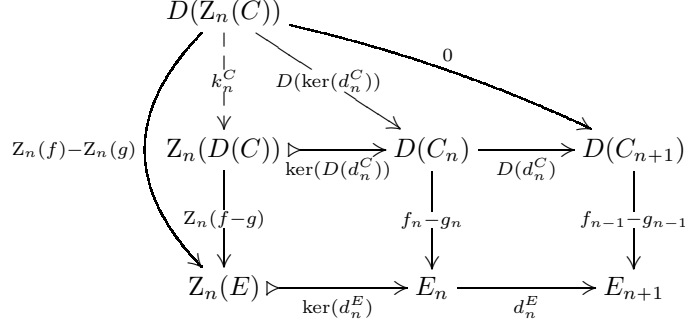 D(Z_n(C))
0
k_n^C
D(ker(d_n^C))
Z_n(f)−Z_n(g)
Z_n(D(C))
ker(D(d_n^C))
D(C_n)
D(d_n^C)
D(C_{n+1})
Z_n(f−g)
f_n−g_n
f_{n−1}−g_{n−1}
Z_n(E)
ker(d_n^E)
E_n
d_n^E
E_{n+1}